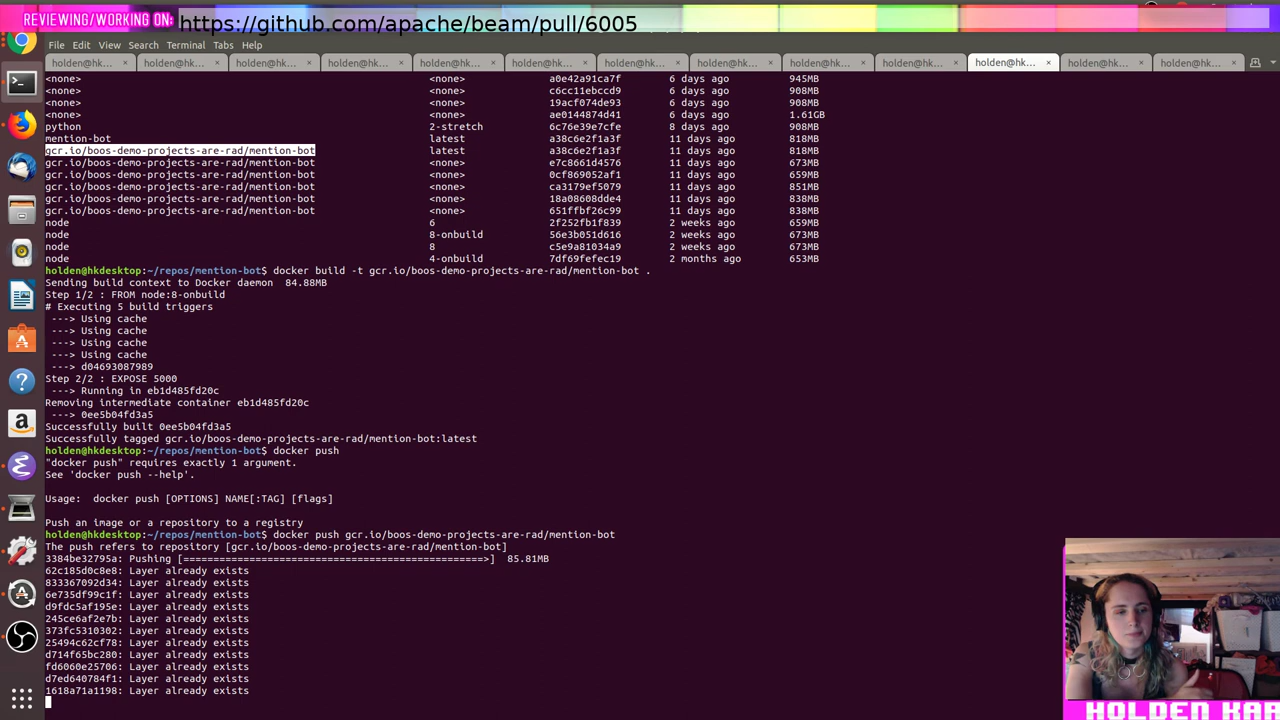 REVIEWING/WORKING ON: https://github.com/apache/beam/pull/6005
File Edit View Search Terminal Tabs Help
holden@hk... × holden@hk... × holden@hk... × holden@hk... × holden@hk... × holden@hk... × holden@hk... × holden@hk... × holden@hk... × holden@hk... × holden@hk... × holden@hk... × holden@hk... ×
<none> <none> a0e42a91ca7f 6 days ago 945MB
<none> <none> c6cc11ebccd9 6 days ago 908MB
<none> <none> 19acf074de93 6 days ago 908MB
<none> <none> ae0144874d41 6 days ago 1.61GB
python 2-stretch 6c76e39e7cfe 8 days ago 908MB
mention-bot latest a38c6e2f1a3f 11 days ago 818MB
gcr.io/boos-demo-projects-are-rad/mention-bot latest a38c6e2f1a3f 11 days ago 818MB
gcr.io/boos-demo-projects-are-rad/mention-bot <none> e7c8661d4576 11 days ago 673MB
gcr.io/boos-demo-projects-are-rad/mention-bot <none> 0cf869052af1 11 days ago 659MB
gcr.io/boos-demo-projects-are-rad/mention-bot <none> ca3179ef5079 11 days ago 851MB
gcr.io/boos-demo-projects-are-rad/mention-bot <none> 18a08608dde4 11 days ago 838MB
gcr.io/boos-demo-projects-are-rad/mention-bot <none> 651ffbf26c99 11 days ago 838MB
node 6 2f252fb1f839 2 weeks ago 659MB
node 8-onbuild 56e3b051d616 2 weeks ago 673MB
node 8 c5e9a81034a9 2 weeks ago 673MB
node 4-onbuild 7df69fefec1f 2 months ago 653MB
holden@hkdesktop:~/repos/mention-bot$ docker build -t gcr.io/boos-demo-projects-are-rad/mention-bot .
Sending build context to Docker daemon 84.88MB
Step 1/2 : FROM node:8-onbuild
# Executing 5 build triggers
---> Using cache
---> Using cache
---> Using cache
---> Using cache
---> d04693087989
Step 2/2 : EXPOSE 5000
---> Running in eb1d485fd20c
Removing intermediate container eb1d485fd20c
---> 0ee5b04fd3a5
Successfully built 0ee5b04fd3a5
Successfully tagged gcr.io/boos-demo-projects-are-rad/mention-bot:latest
holden@hkdesktop:~/repos/mention-bot$ docker push
"docker push" requires exactly 1 argument.
See 'docker push --help'.
Usage: docker push [OPTIONS] NAME[:TAG] [flags]
Push an image or a repository to a registry
holden@hkdesktop:~/repos/mention-bot$ docker push gcr.io/boos-demo-projects-are-rad/mention-bot
The push refers to repository [gcr.io/boos-demo-projects-are-rad/mention-bot]
3384be32795a: Pushing [==================================================>] 85.81MB
62c185d0c8e8: Layer already exists
833367092d34: Layer already exists
6e735df99c1f: Layer already exists
d9fdc5af195e: Layer already exists
245ce6af2e7b: Layer already exists
373fc5310302: Layer already exists
25494c62cf78: Layer already exists
d714f65bc280: Layer already exists
fd6060e25706: Layer already exists
d7ed640784f1: Layer already exists
1618a71a1198: Layer already exists
HOLDEN KAR